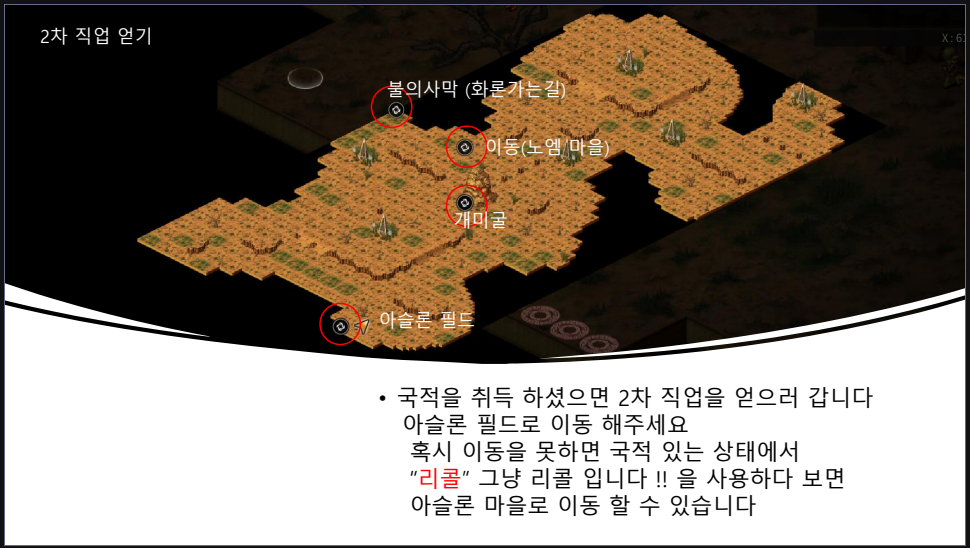 2차 직업 얻기
X:6
불의사막 (화론가는길)
이동(노엠 마을)
개미굴
아슬론 필드
• 국적을 취득 하셨으면 2차 직업을 얻으러 갑니다
아슬론 필드로 이동 해주세요
혹시 이동을 못하면 국적 있는 상태에서
"리콜" 그냥 리콜 입니다 !! 을 사용하다 보면
아슬론 마을로 이동 할 수 있습니다